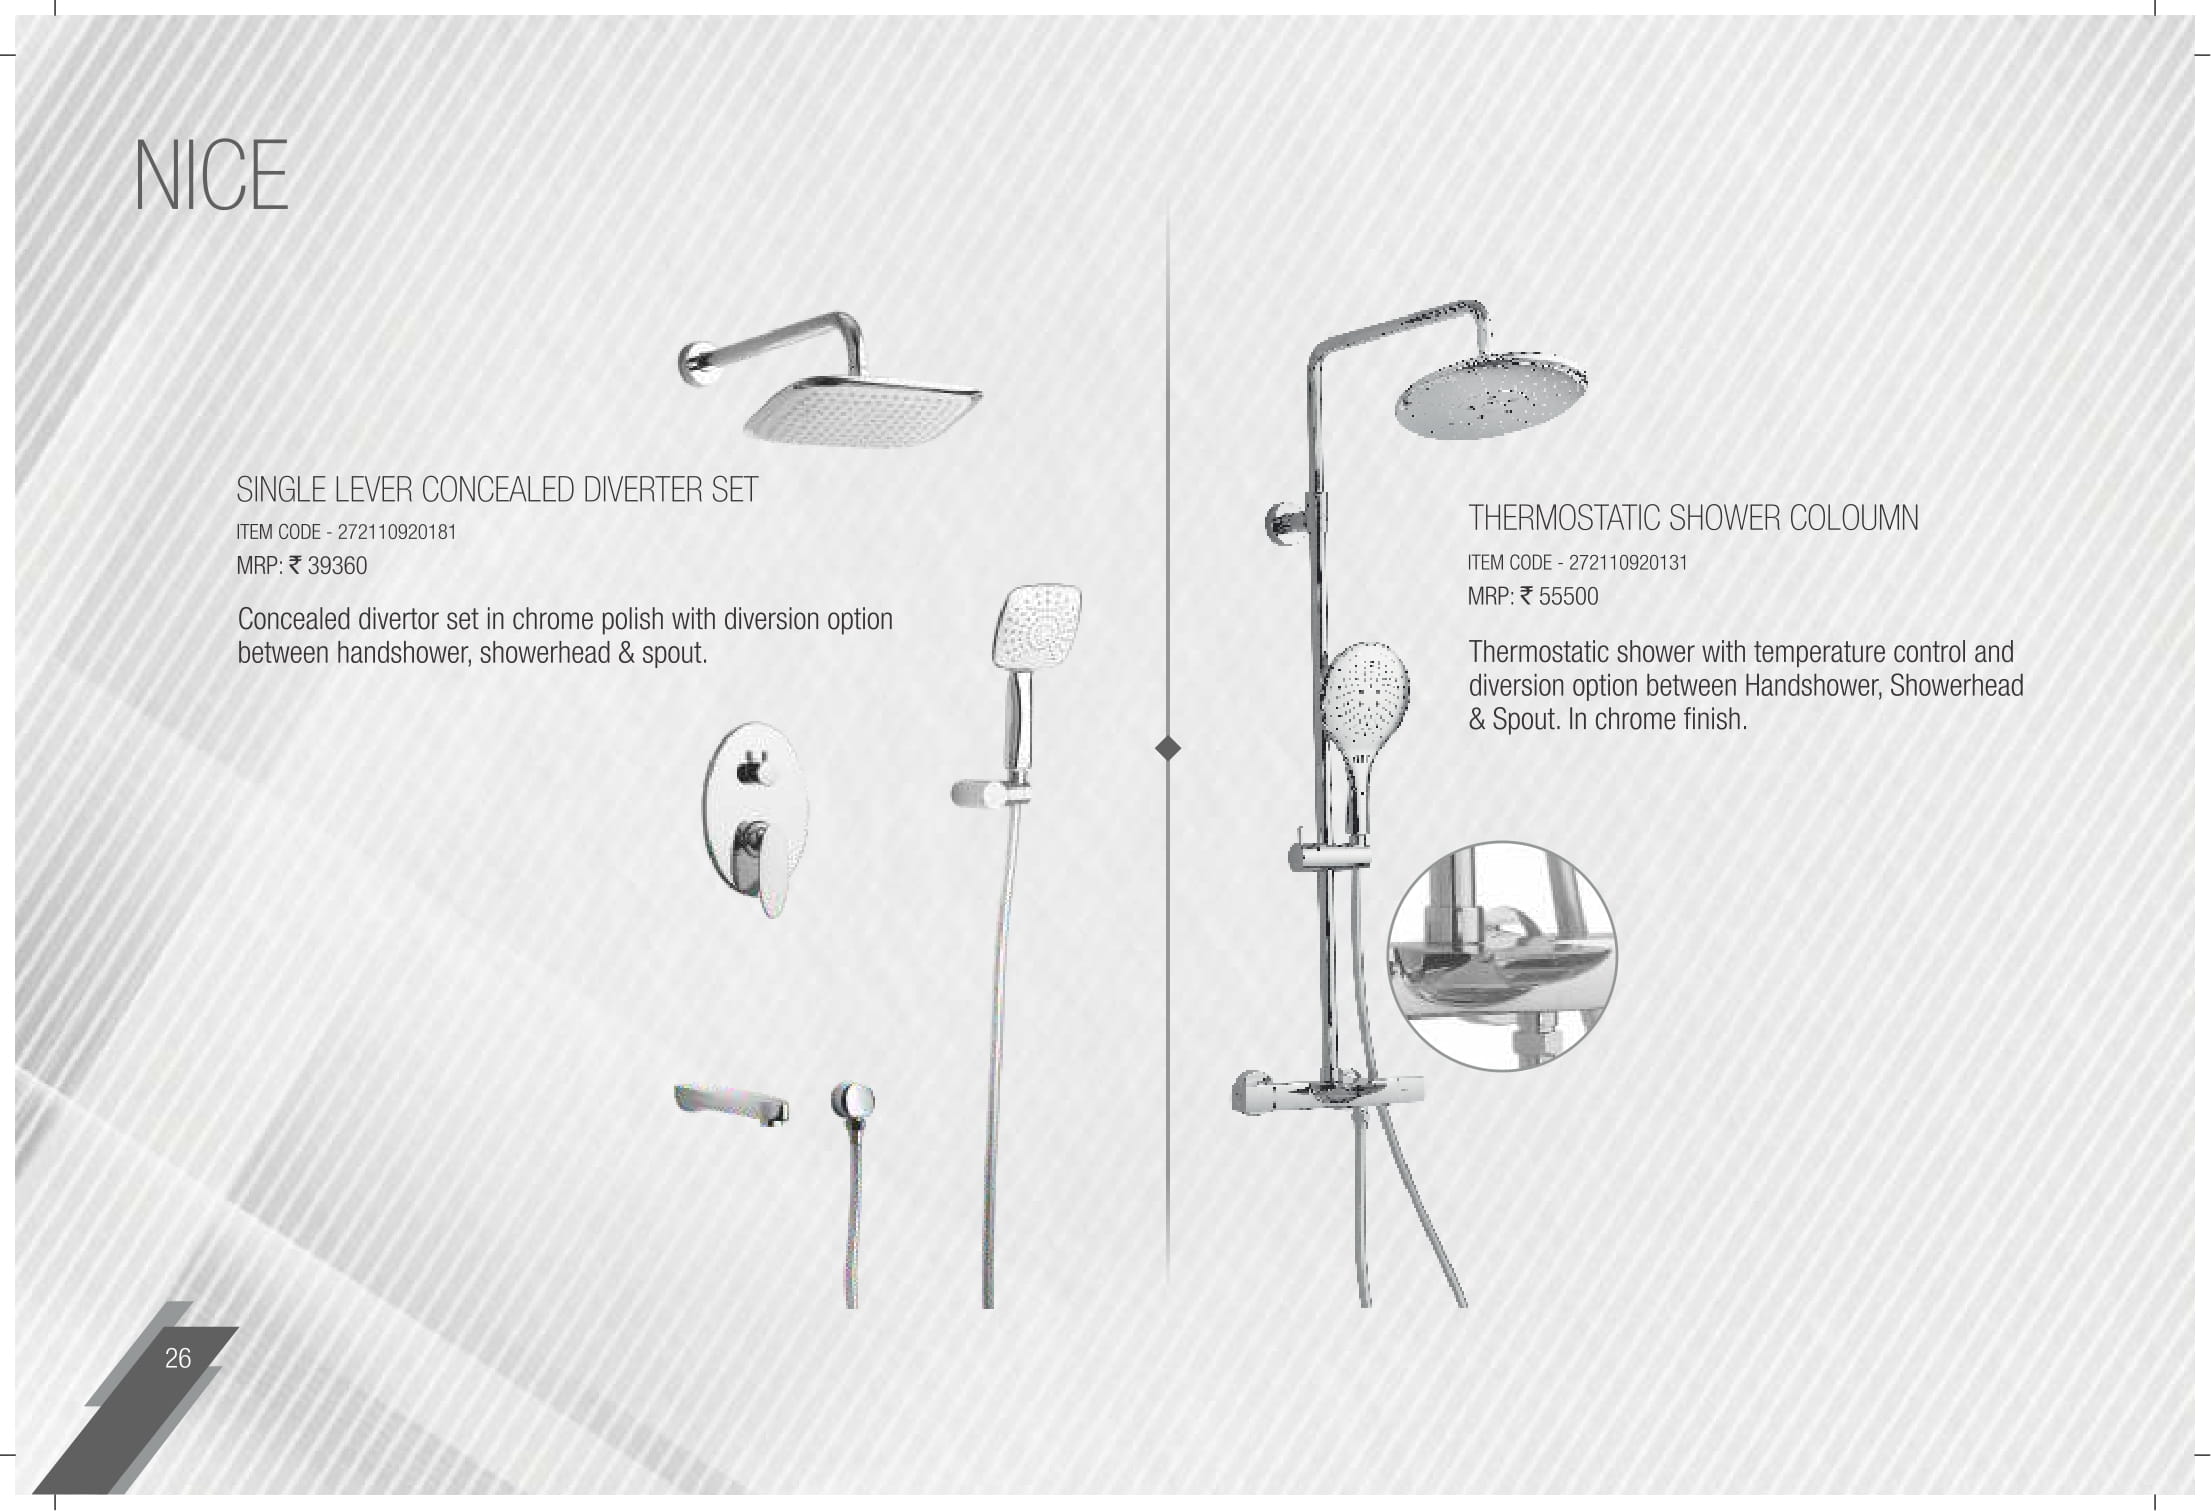 NICE
SINGLE LEVER CONCEALED DIVERTER SET
ITEM CODE - 272110920181
MRP: ₹ 39360
Concealed divertor set in chrome polish with diversion option
between handshower, showerhead & spout.
THERMOSTATIC SHOWER COLOUMN
ITEM CODE - 272110920131
MRP: ₹ 55500
Thermostatic shower with temperature control and
diversion option between Handshower, Showerhead
& Spout. In chrome finish.
26